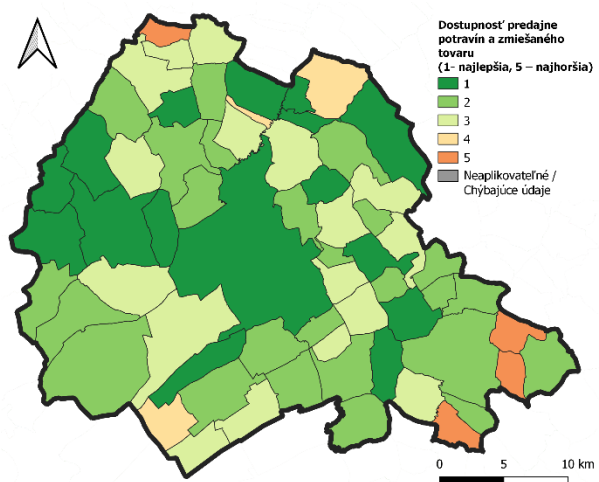 Dostupnosť predajne
potravín a zmiešaného
tovaru
(1- najlepšia, 5 – najhoršia)
1
2
3
4
5
Neaplikovateľné /
Chýbajúce údaje
0 5 10 km